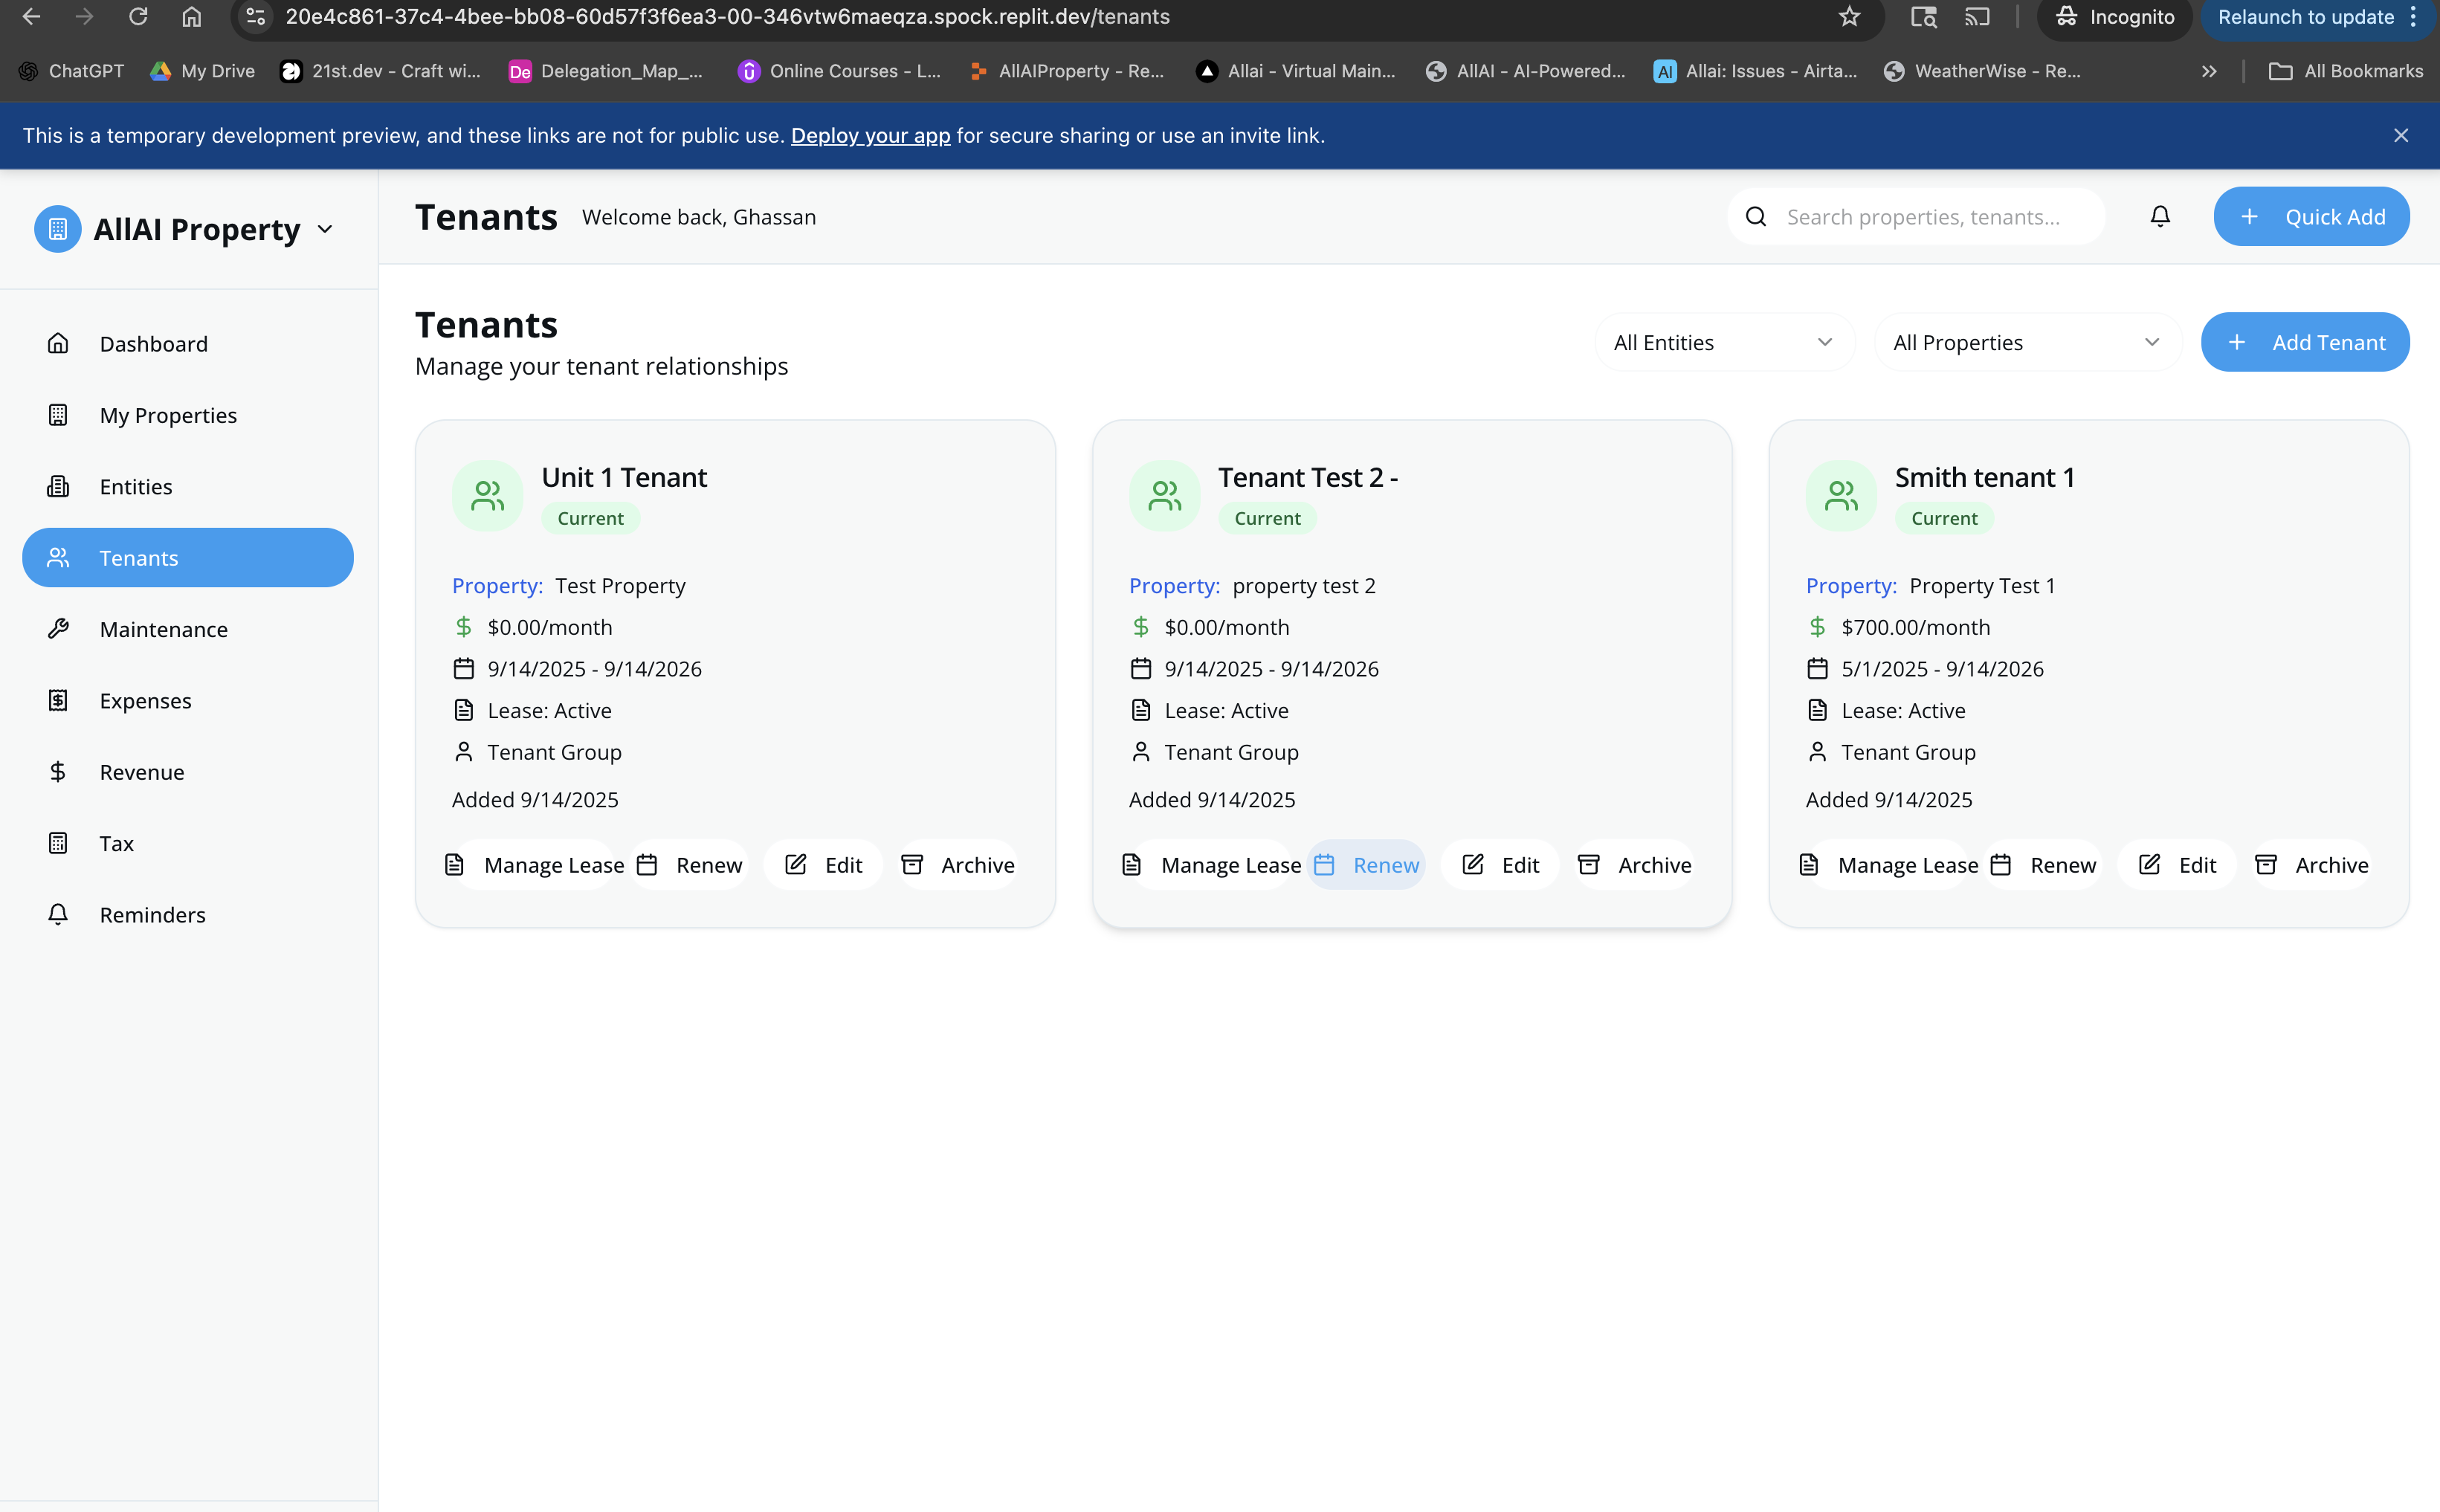 20e4c861-37c4-4bee-bb08-60d57f3f6ea3-00-346vtw6maeqza.spock.replit.dev/tenants
Incognito
Relaunch to update
ChatGPT
My Drive
21st.dev - Craft wi...
De
Delegation_Map_...
Online Courses - L...
AllAIProperty - Re...
Allai - Virtual Main...
AllAI - AI-Powered...
AI
Allai: Issues - Airta...
WeatherWise - Re...
All Bookmarks
This is a temporary development preview, and these links are not for public use. Deploy your app for secure sharing or use an invite link.
AllAI Property
Tenants
Welcome back, Ghassan
Search properties, tenants...
Quick Add
Dashboard
My Properties
Entities
Tenants
Maintenance
Expenses
Revenue
Tax
Reminders
Tenants
Manage your tenant relationships
All Entities
All Properties
Add Tenant
Unit 1 Tenant
Current
Property: Test Property
$ $0.00/month
9/14/2025 - 9/14/2026
Lease: Active
Tenant Group
Added 9/14/2025
Manage Lease
Renew
Edit
Archive
Tenant Test 2 -
Current
Property: property test 2
$ $0.00/month
9/14/2025 - 9/14/2026
Lease: Active
Tenant Group
Added 9/14/2025
Manage Lease
Renew
Edit
Archive
Smith tenant 1
Current
Property: Property Test 1
$ $700.00/month
5/1/2025 - 9/14/2026
Lease: Active
Tenant Group
Added 9/14/2025
Manage Lease
Renew
Edit
Archive